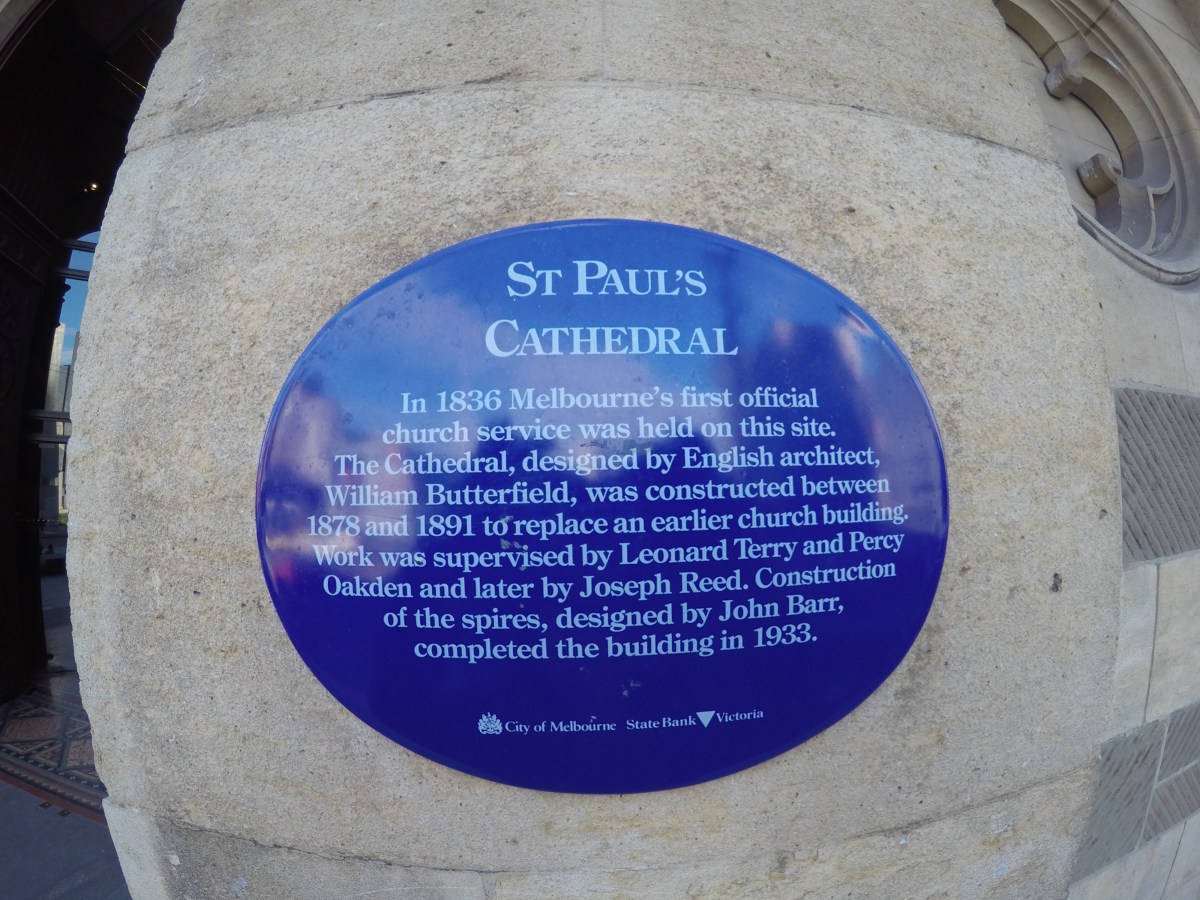 St Paul's
Cathedral
In 1836 Melbourne's first official
church service was held on this site.
The Cathedral, designed by English architect,
William Butterfield, was constructed between
1878 and 1891 to replace an earlier church building.
Work was supervised by Leonard Terry and Percy
Oakden and later by Joseph Reed. Construction
of the spires, designed by John Barr,
completed the building in 1933.
City of Melbourne State Bank Victoria